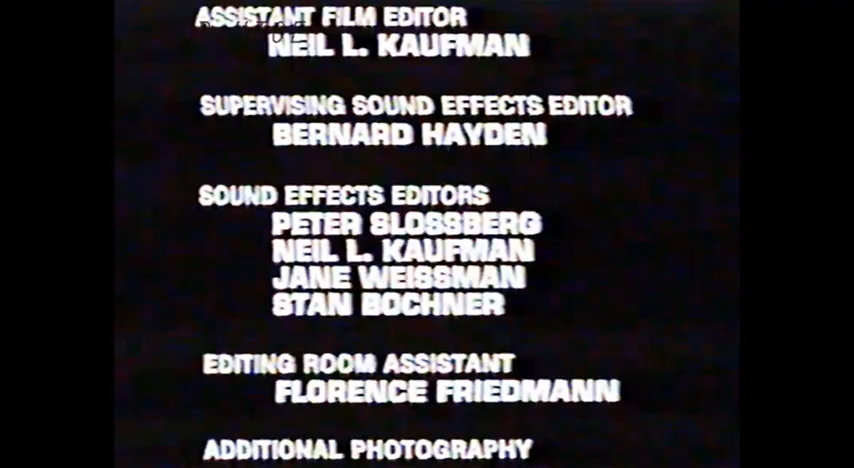 ASSISTANT FILM EDITOR
NEIL L. KAUFMAN
SUPERVISING SOUND EFFECTS EDITOR
BERNARD HAYDEN
SOUND EFFECTS EDITORS
PETER SLOSSBERG
NEIL L. KAUFMAN
JANE WEISSMAN
STAN BOCHNER
EDITING ROOM ASSISTANT
FLORENCE FRIEDMANN
ADDITIONAL PHOTOGRAPHY